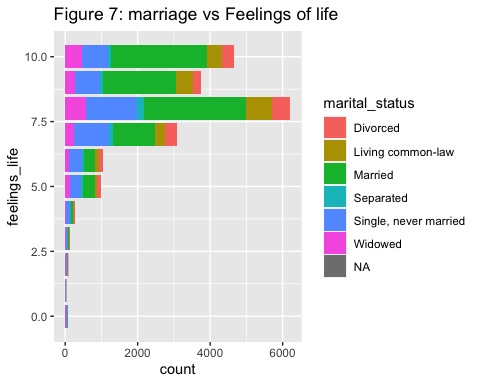 Figure 7: marriage vs Feelings of life
10.0
7.5
5.0
2.5
0.0
feelings_life
0
2000
4000
6000
count
marital_status
Divorced
Living common-law
Married
Separated
Single, never married
Widowed
NA